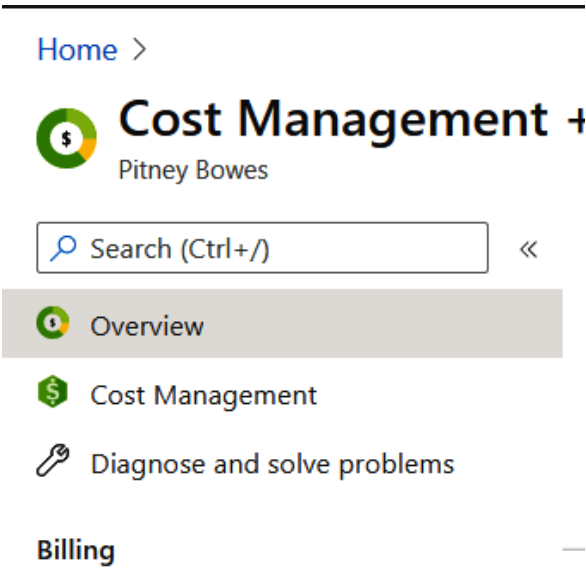 Home >
Cost Management +
Pitney Bowes
Search (Ctrl+/)
Overview
Cost Management
Diagnose and solve problems
Billing